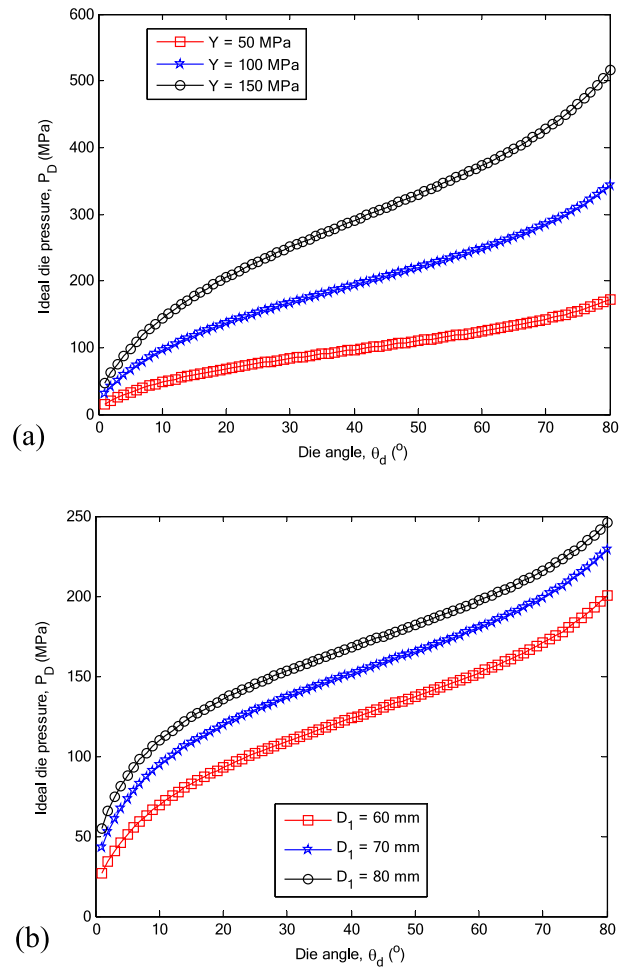 600
500
400
300
200
100
0
Ideal die pressure, P_D (MPa)
Y = 50 MPa
Y = 100 MPa
Y = 150 MPa
0 10 20 30 40 50 60 70 80
Die angle, θ_d (°)
(a)
250
200
150
100
50
0
Ideal die pressure, P_D (MPa)
D_1 = 60 mm
D_1 = 70 mm
D_1 = 80 mm
0 10 20 30 40 50 60 70 80
Die angle, θ_d (°)
(b)